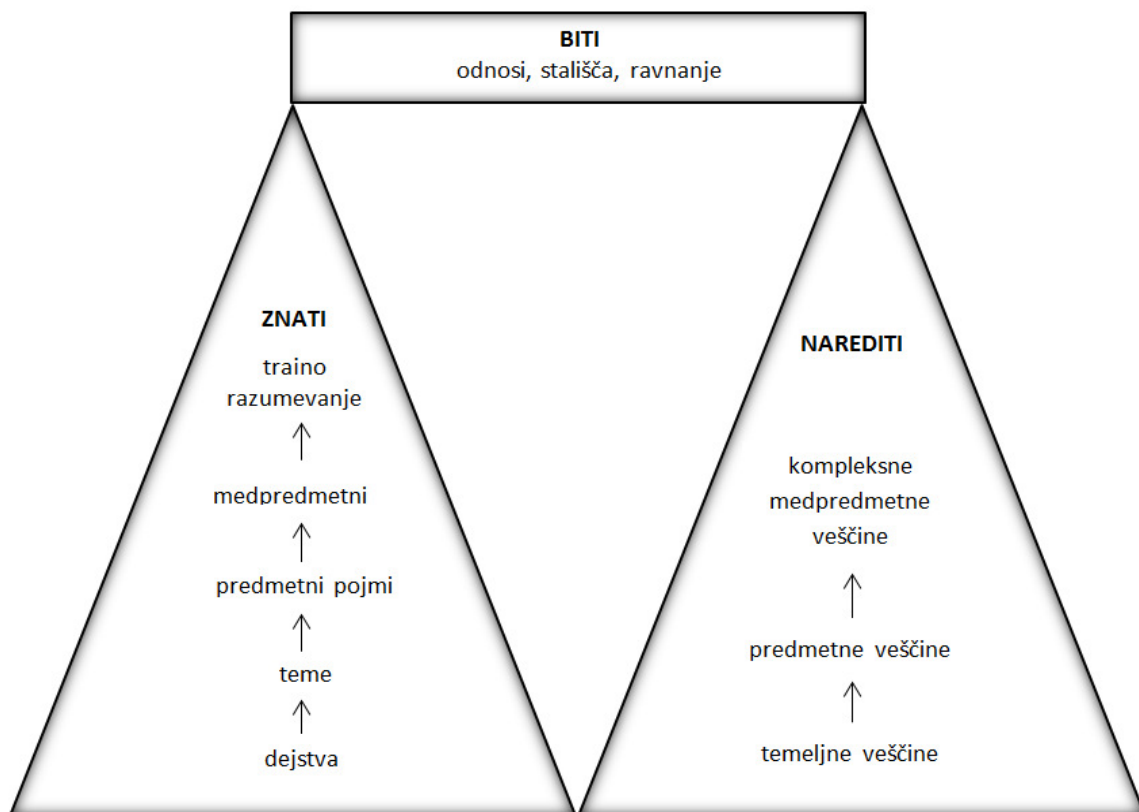 BITI
odnosi, stališča, ravnanje
ZNATI
traino
razumevanje
medpredmetni
predmetni pojmi
teme
dejstva
NAREDITI
kompleksne
medpredmetne
veščine
predmetne veščine
temeljne veščine